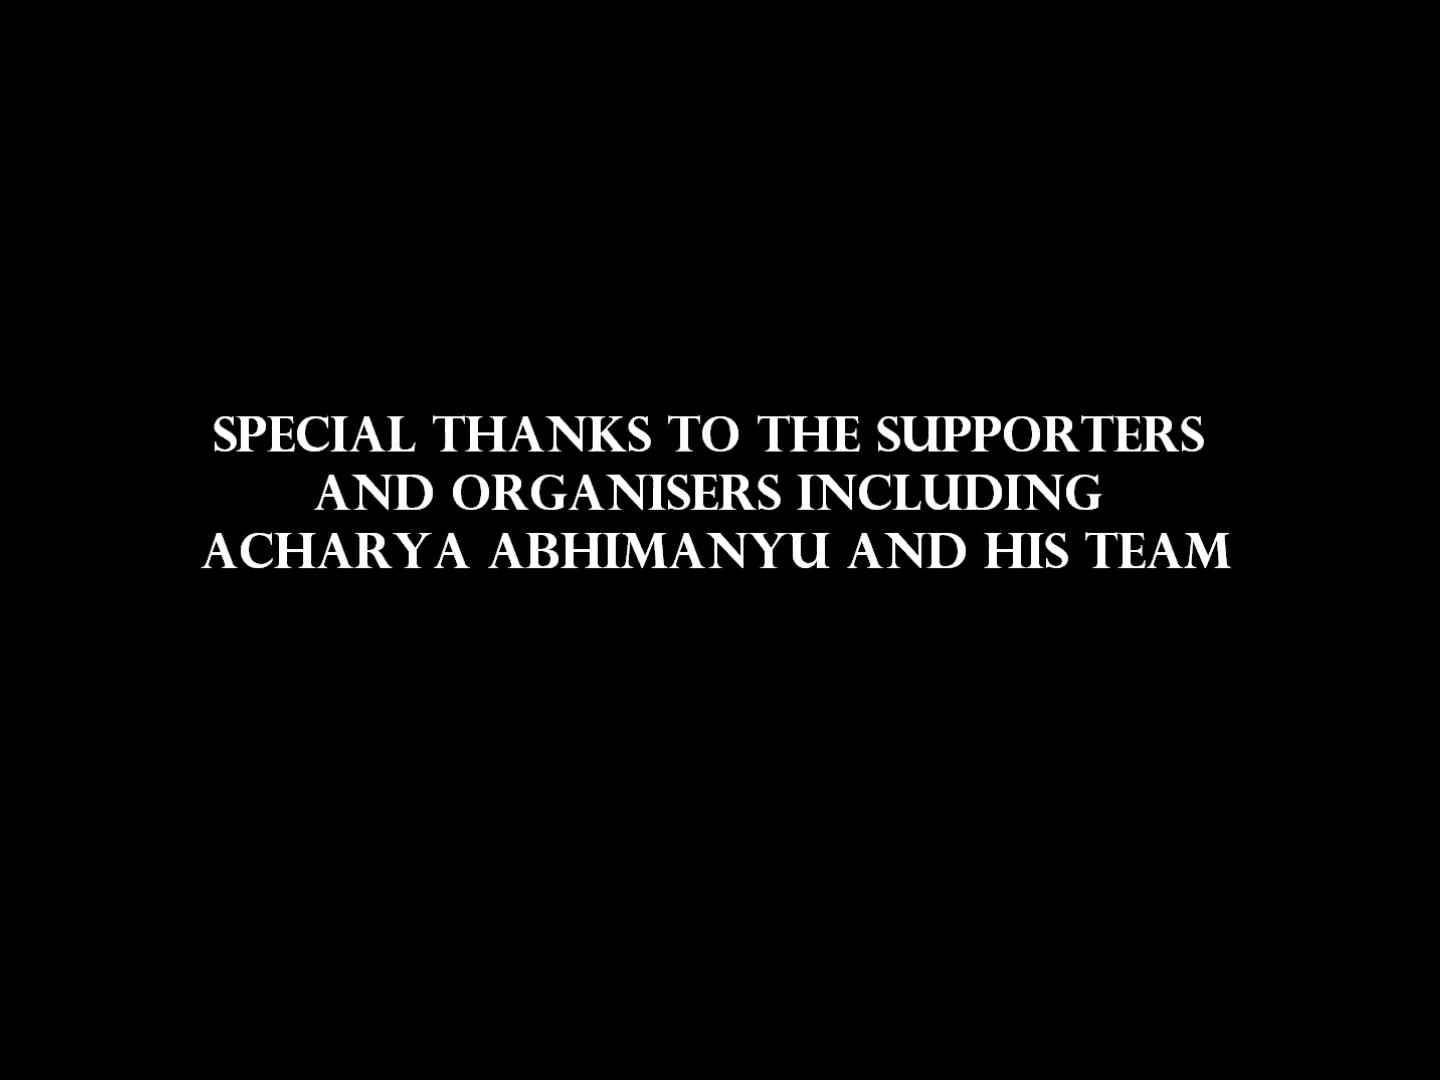 SPECIAL THANKS TO THE SUPPORTERS
AND ORGANISERS INCLUDING
ACHARYA ABHIMANYU AND HIS TEAM